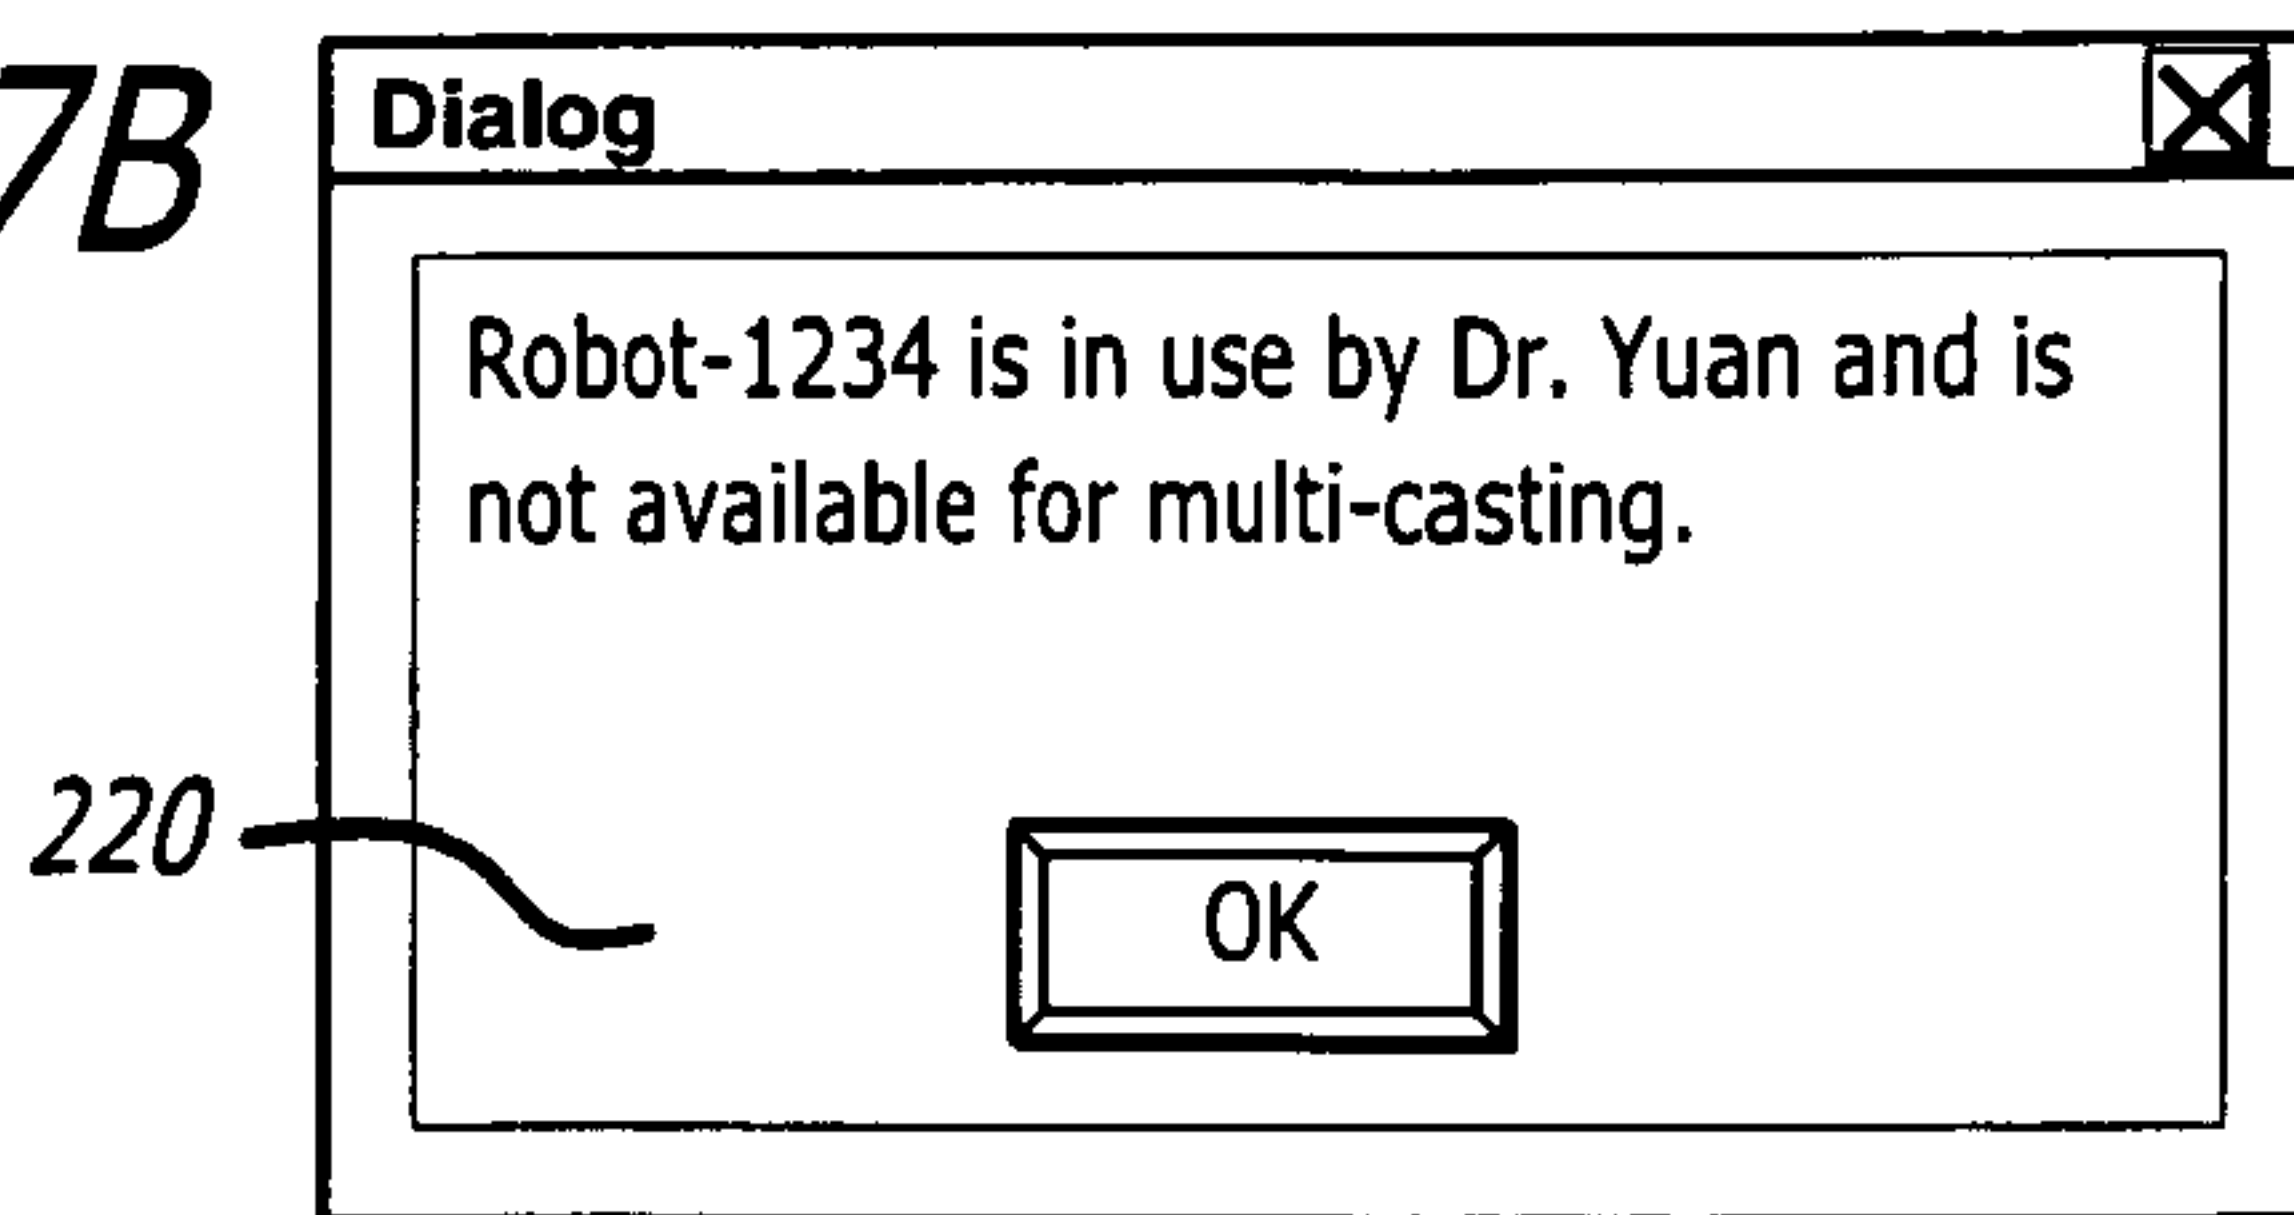 7B
Dialog
Robot-1234 is in use by Dr. Yuan and is
not available for multi-casting.
220
OK